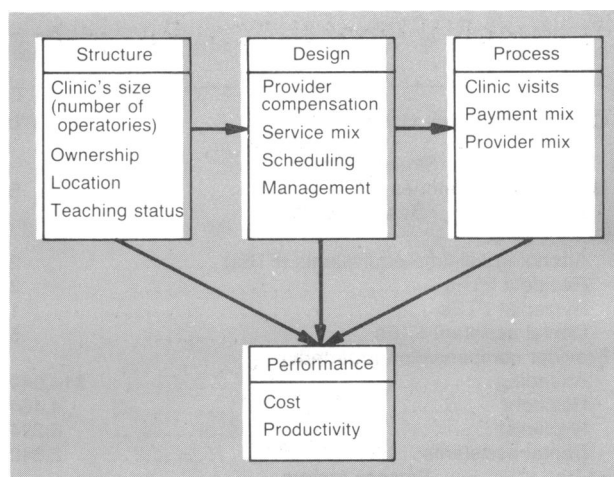 Structure
Clinic's size
(number of
operatories)
Ownership
Location
Teaching status
Design
Provider
compensation
Service mix
Scheduling
Management
Process
Clinic visits
Payment mix
Provider mix
Performance
Cost
Productivity